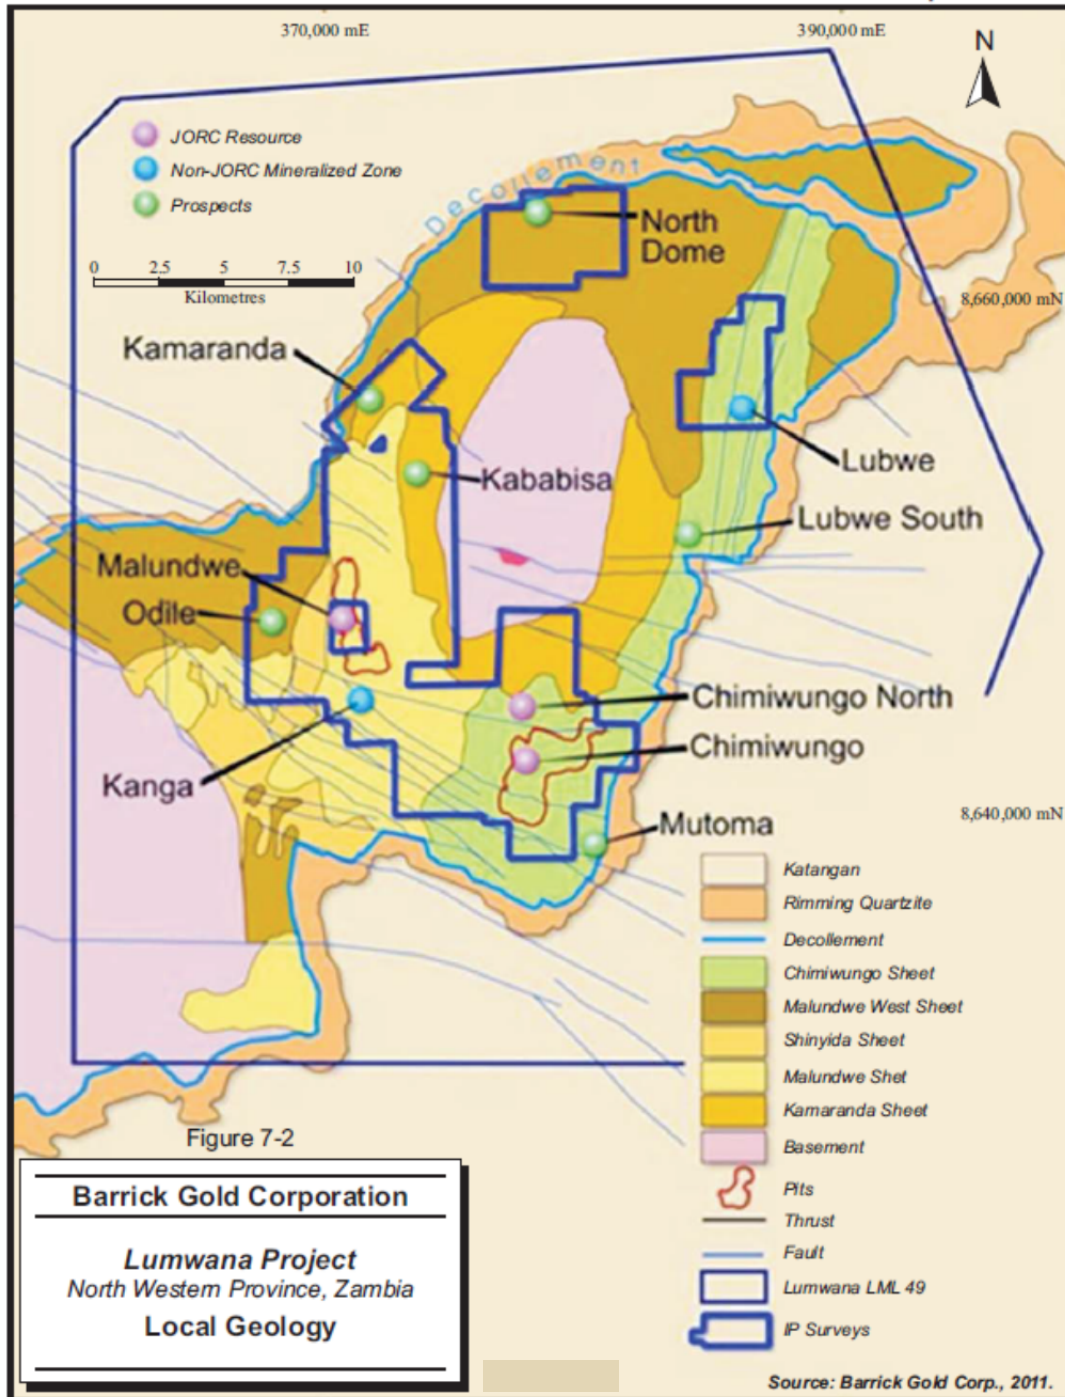 370,000 mE
390,000 mE
N
JORC Resource
Non-JORC Mineralized Zone
Prospects
Decollement
0 2.5 5 7.5 10
Kilometres
North
Dome
8,660,000 mN
Kamaranda
Lubwe
Kababisa
Lubwe South
Malundwe
Odile
Chimiwungo North
Chimiwungo
Kanga
8,640,000 mN
Mutoma
Katangan
Rimming Quartzite
Decollement
Chimiwungo Sheet
Malundwe West Sheet
Shinyida Sheet
Malundwe Shet
Kamaranda Sheet
Basement
Pits
Thrust
Fault
Lumwana LML 49
IP Surveys
Figure 7-2
Barrick Gold Corporation
Lumwana Project
North Western Province, Zambia
Local Geology
Source: Barrick Gold Corp., 2011.